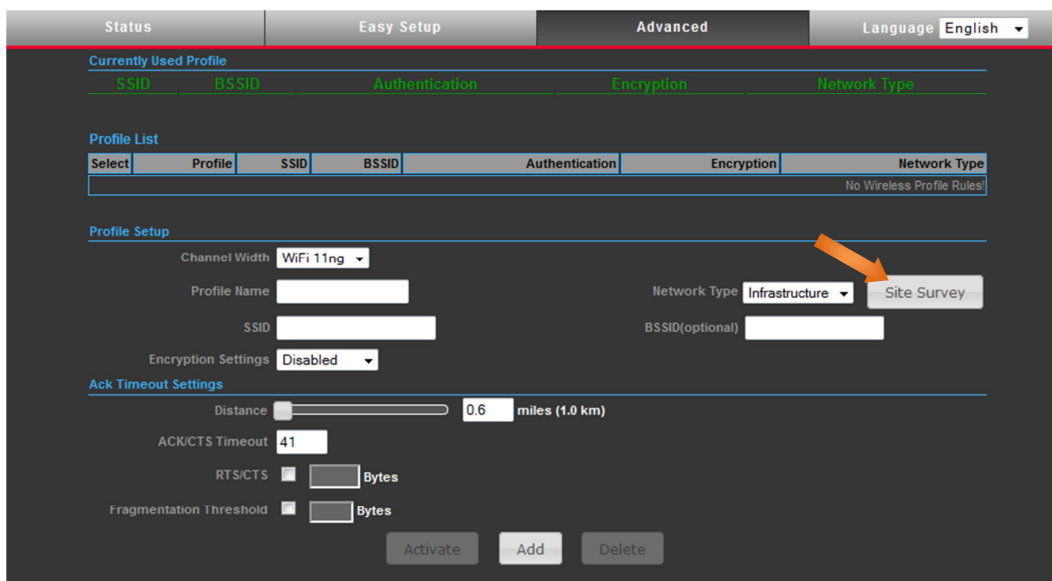 Status Easy Setup Advanced Language English
Currently Used Profile
SSID BSSID Authentication Encryption Network Type
Profile List
Select Profile SSID BSSID Authentication Encryption Network Type
No Wireless Profile Rules!
Profile Setup
Channel Width WiFi 11ng
Profile Name Network Type Infrastructure Site Survey
SSID BSSID(optional)
Encryption Settings Disabled
Ack Timeout Settings
Distance 0.6 miles (1.0 km)
ACK/CTS Timeout 41
RTS/CTS Bytes
Fragmentation Threshold Bytes
Activate Add Delete